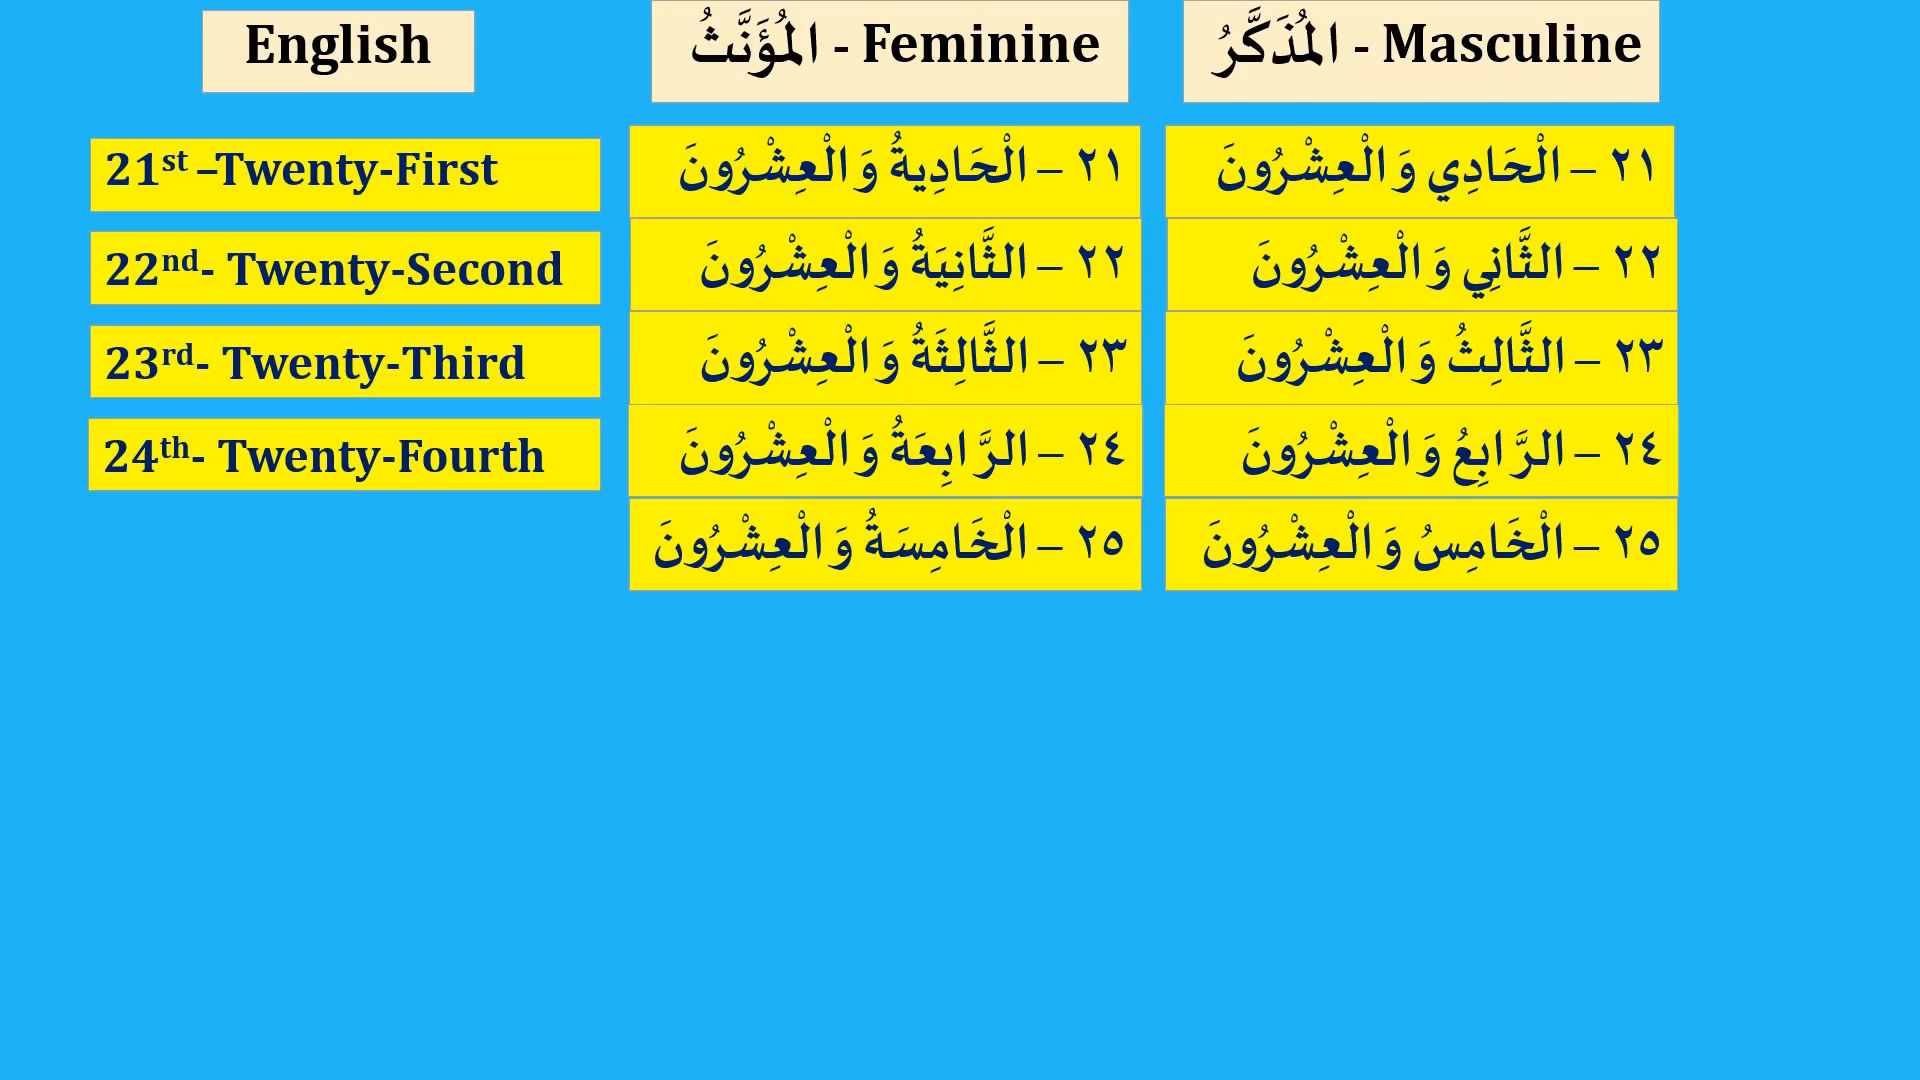 English
المُؤَنَّثُ - Feminine
المُذَكَّرُ - Masculine
21st –Twenty-First
٢١ – الْحَادِيةُ وَ الْعِشْرُونَ
٢١ – الْحَادِي وَ الْعِشْرُونَ
22nd- Twenty-Second
٢٢ – الثَّانِيَةُ وَ الْعِشْرُونَ
٢٢ – الثَّانِي وَ الْعِشْرُونَ
23rd- Twenty-Third
٢٣ – الثَّالِثَةُ وَ الْعِشْرُونَ
٢٣ – الثَّالِثُ وَ الْعِشْرُونَ
24th- Twenty-Fourth
٢٤ – الرَّابِعَةُ وَ الْعِشْرُونَ
٢٤ – الرَّابِعُ وَ الْعِشْرُونَ
٢٥ – الْخَامِسَةُ وَ الْعِشْرُونَ
٢٥ – الْخَامِسُ وَ الْعِشْرُونَ